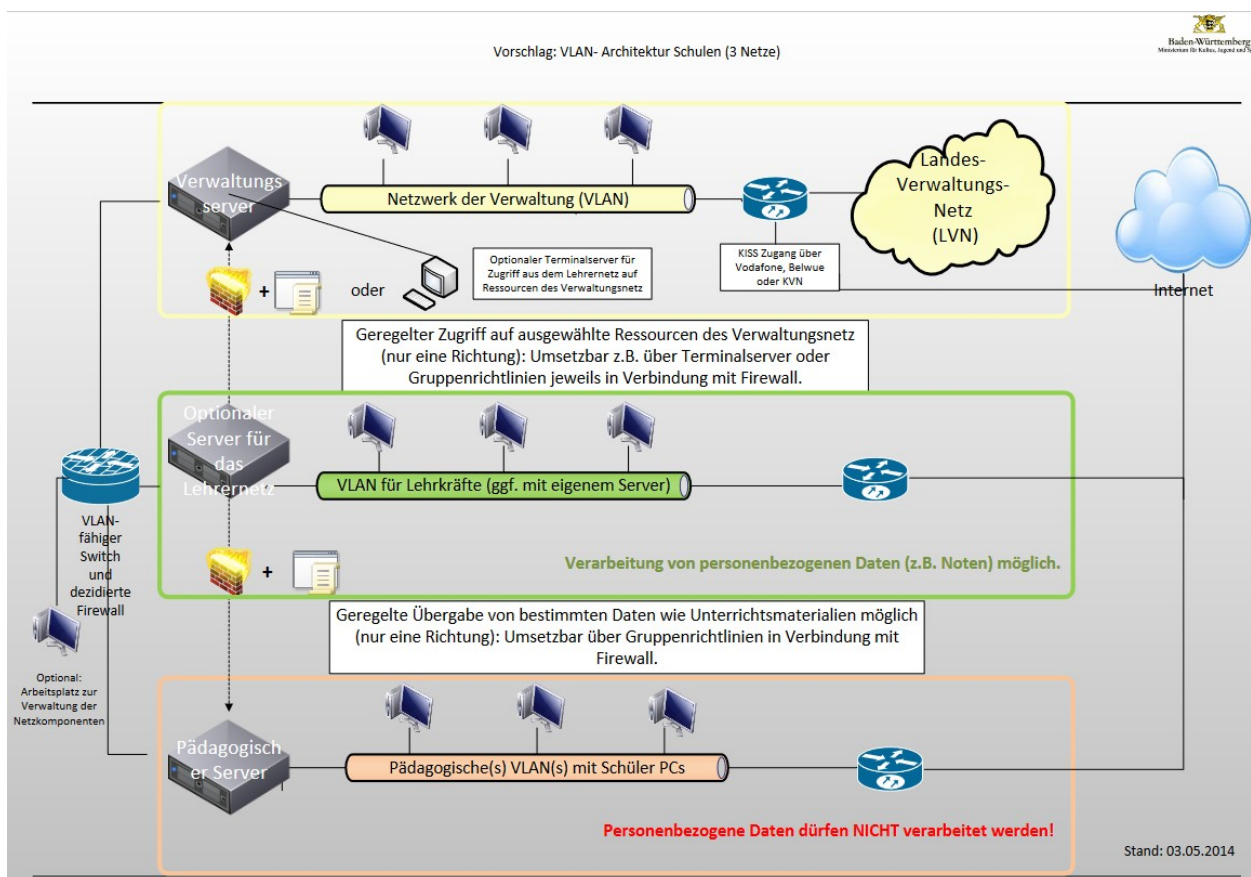 Vorschlag: VLAN- Architektur Schulen (3 Netze)
Baden-Württemberg
Verwaltungs
server
Netzwerk der Verwaltung (VLAN)
Landes-
Verwaltungs-
Netz
(LVN)
Optionaler Terminalserver für
Zugriff aus dem Lehrernetz auf
Ressourcen des Verwaltungsnetz
KISS Zugang über
Vodafone, Belwue
oder KVN
Internet
+
oder
Geregelter Zugriff auf ausgewählte Ressourcen des Verwaltungsnetz
(nur eine Richtung): Umsetzbar z.B. über Terminalserver oder
Gruppenrichtlinien jeweils in Verbindung mit Firewall.
Optionaler
Server für
das
Lehrernetz
VLAN für Lehrkräfte (ggf. mit eigenem Server)
VLAN-
fähiger
Switch
und
dezidierte
Firewall
+
Verarbeitung von personenbezogenen Daten (z.B. Noten) möglich.
Geregelte Übergabe von bestimmten Daten wie Unterrichtsmaterialien möglich
(nur eine Richtung): Umsetzbar über Gruppenrichtlinien in Verbindung mit
Firewall.
Optional:
Arbeitsplatz zur
Verwaltung der
Netzkomponenten
Pädagogisch
er Server
Pädagogische(s) VLAN(s) mit Schüler PCs
Personenbezogene Daten dürfen NICHT verarbeitet werden!
Stand: 03.05.2014